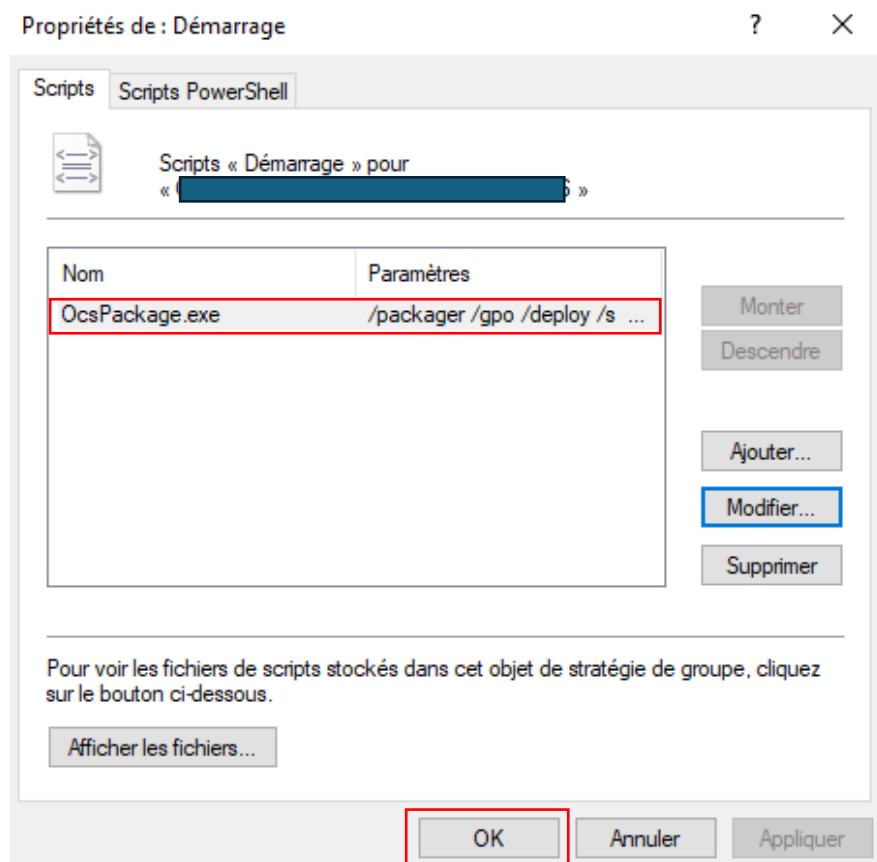 Propriétés de : Démarrage
?
Scripts
Scripts PowerShell
Scripts « Démarrage » pour
« »
Nom
Paramètres
OcsPackage.exe
/packager /gpo /deploy /s ...
Monter
Descendre
Ajouter...
Modifier...
Supprimer
Pour voir les fichiers de scripts stockés dans cet objet de stratégie de groupe, cliquez
sur le bouton ci-dessous.
Afficher les fichiers...
OK
Annuler
Appliquer